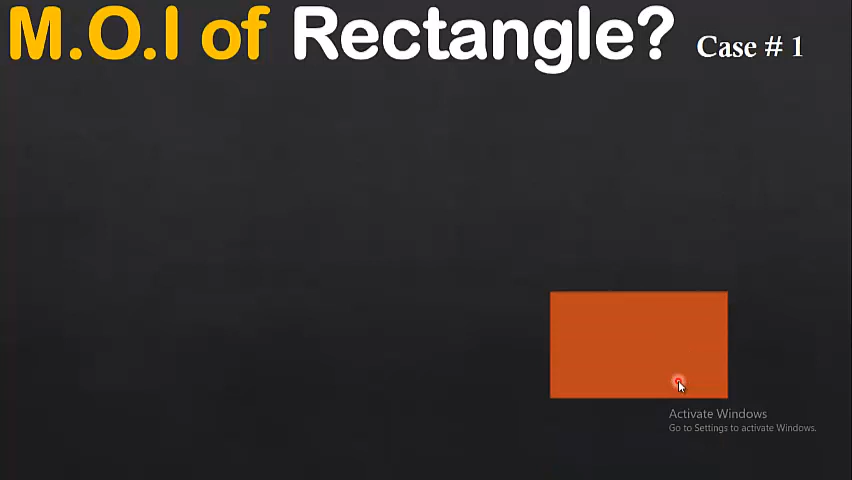 M.O.I of Rectangle? Case # 1
Activate Windows
Go to Settings to activate Windows.